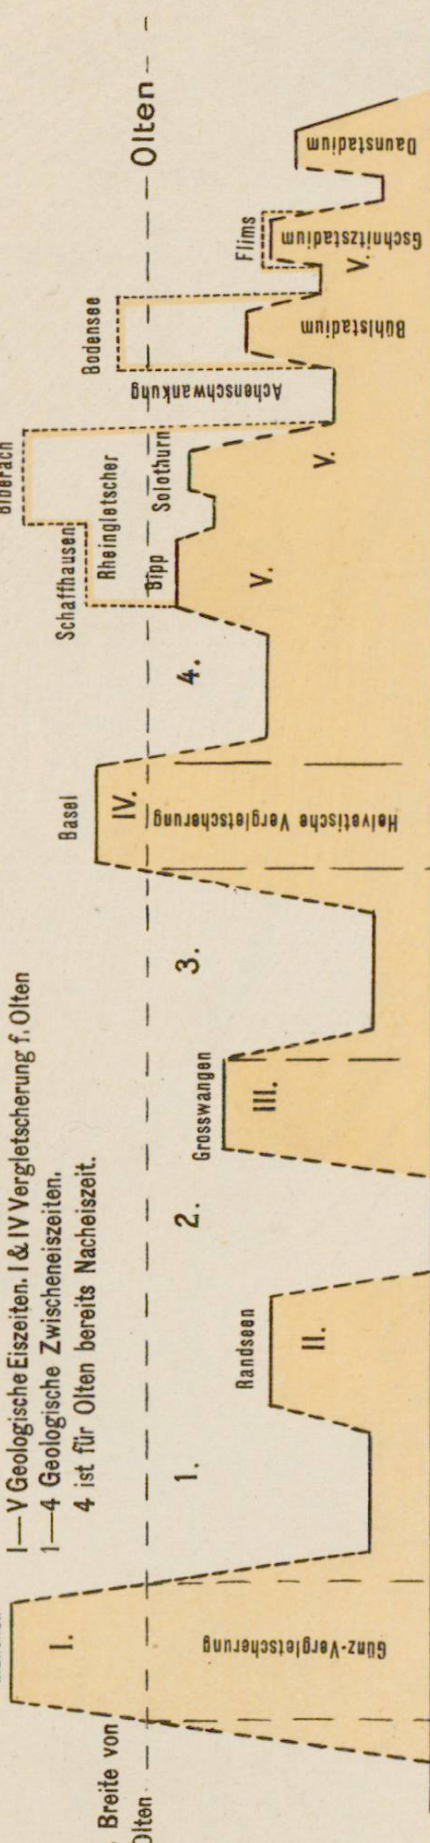 I—V Geologische Eiszeiten. I & IV Vergletscherung f. Olten
1—4 Geologische Zwischeneiszeiten.
4 ist für Olten bereits Nacheiszeit.
Breite von
Olten
Olten
I.
Günz-Vergletscherung
1.
Randseen
II.
2.
Grosswangen
III.
3.
Basel
IV.
Helvetische Vergletscherung
4.
Schaffhausen
Biberach
Rheingletscher
Bipp
Solothurn
V.
V.
Achenschwankung
Bodensee
Bühlstadium
Flims
V.
Gschnitzstadium
Daunstadium